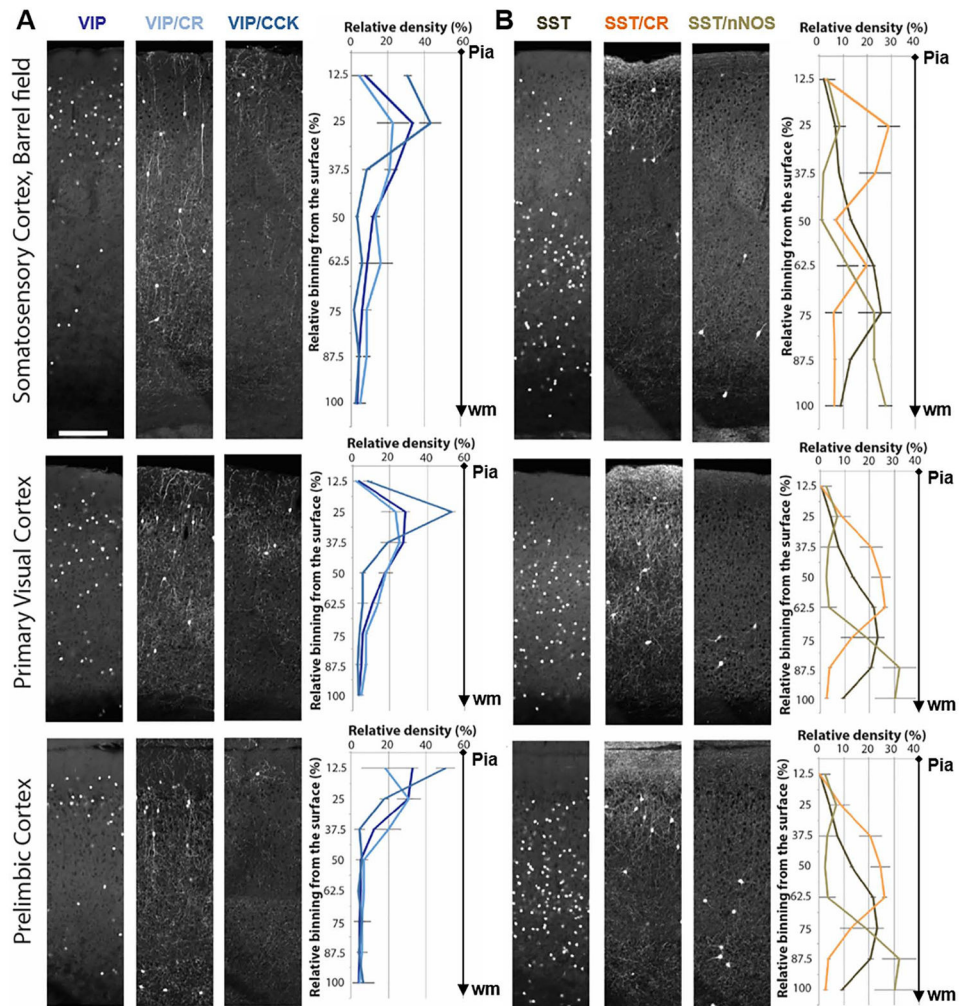 A
VIP
VIP/CR
VIP/CCK
Relative density (%)
0 20 40 60
Pia
12.5
25
37.5
50
62.5
75
87.5
100
wm
Relative binning from the surface (%)
Somatosensory Cortex, Barrel field
B
SST
SST/CR
SST/nNOS
Relative density (%)
0 10 20 30 40
Pia
12.5
25
37.5
50
62.5
75
87.5
100
wm
Relative binning from the surface (%)
Primary Visual Cortex
Relative density (%)
0 20 40 60
Pia
12.5
25
37.5
50
62.5
75
87.5
100
wm
Relative binning from the surface (%)
Relative density (%)
0 10 20 30 40
Pia
12.5
25
37.5
50
62.5
75
87.5
100
wm
Relative binning from the surface (%)
Prelimbic Cortex
Relative density (%)
0 20 40 60
Pia
12.5
25
37.5
50
62.5
75
87.5
100
wm
Relative binning from the surface (%)
Relative density (%)
0 10 20 30 40
Pia
12.5
25
37.5
50
62.5
75
87.5
100
wm
Relative binning from the surface (%)